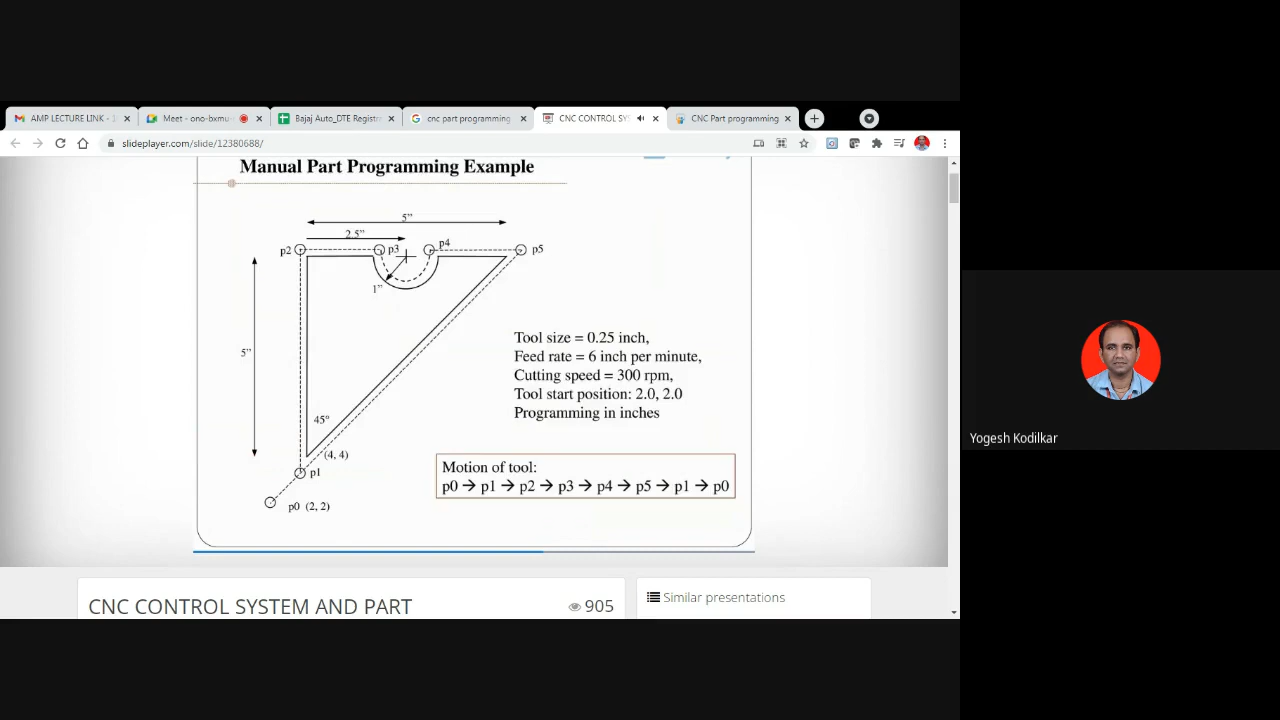 AMP LECTURE LINK -
Meet - ono-bxmu
Bajaj Auto_DTE Registr
cnc part programming
CNC CONTROL SY
CNC Part programming
slideplayer.com/slide/12380688/
Manual Part Programming Example
5"
2.5"
p2
p3
p4
p5
1"
5"
Tool size = 0.25 inch,
Feed rate = 6 inch per minute,
Cutting speed = 300 rpm,
Tool start position: 2.0, 2.0
Programming in inches
45°
(4, 4)
p1
p0 (2, 2)
Motion of tool:
p0 → p1 → p2 → p3 → p4 → p5 → p1 → p0
CNC CONTROL SYSTEM AND PART
905
Similar presentations
Yogesh Kodilkar